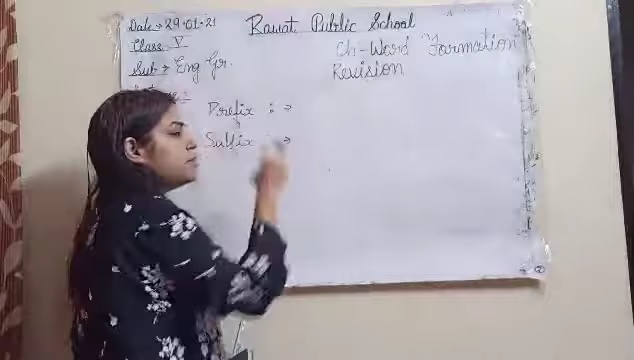 Date → 29.01.21
Rawat Public School
Class V
Ch-Word Formation
Sub → Eng Gr.
Revision
Prefix : →
Suffix : →